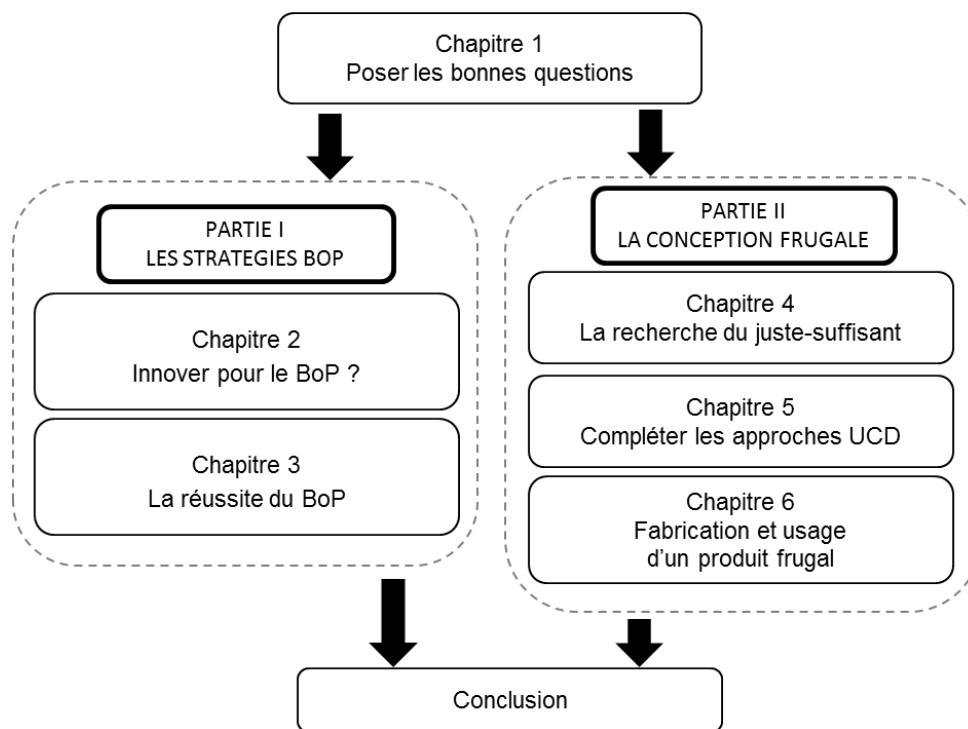 Chapitre 1
Poser les bonnes questions
PARTIE I
LES STRATEGIES BOP
Chapitre 2
Innover pour le BoP ?
Chapitre 3
La réussite du BoP
PARTIE II
LA CONCEPTION FRUGALE
Chapitre 4
La recherche du juste-suffisant
Chapitre 5
Compléter les approches UCD
Chapitre 6
Fabrication et usage
d'un produit frugal
Conclusion